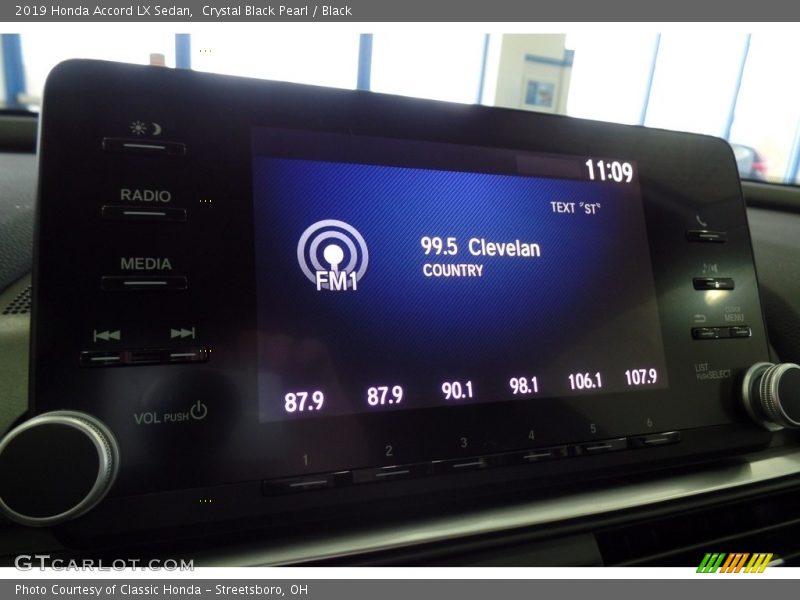 2019 Honda Accord LX Sedan,  Crystal Black Pearl / Black
11:09
RADIO
TEXT "ST"
99.5 Clevelan
COUNTRY
FM1
MEDIA
CLOCK
MENU
LIST
PUSH SELECT
VOL PUSH
87.9 87.9 90.1 98.1 106.1 107.9
1 2 3 4 5 6
GTCARLOT.COM
Photo Courtesy of Classic Honda – Streetsboro, OH